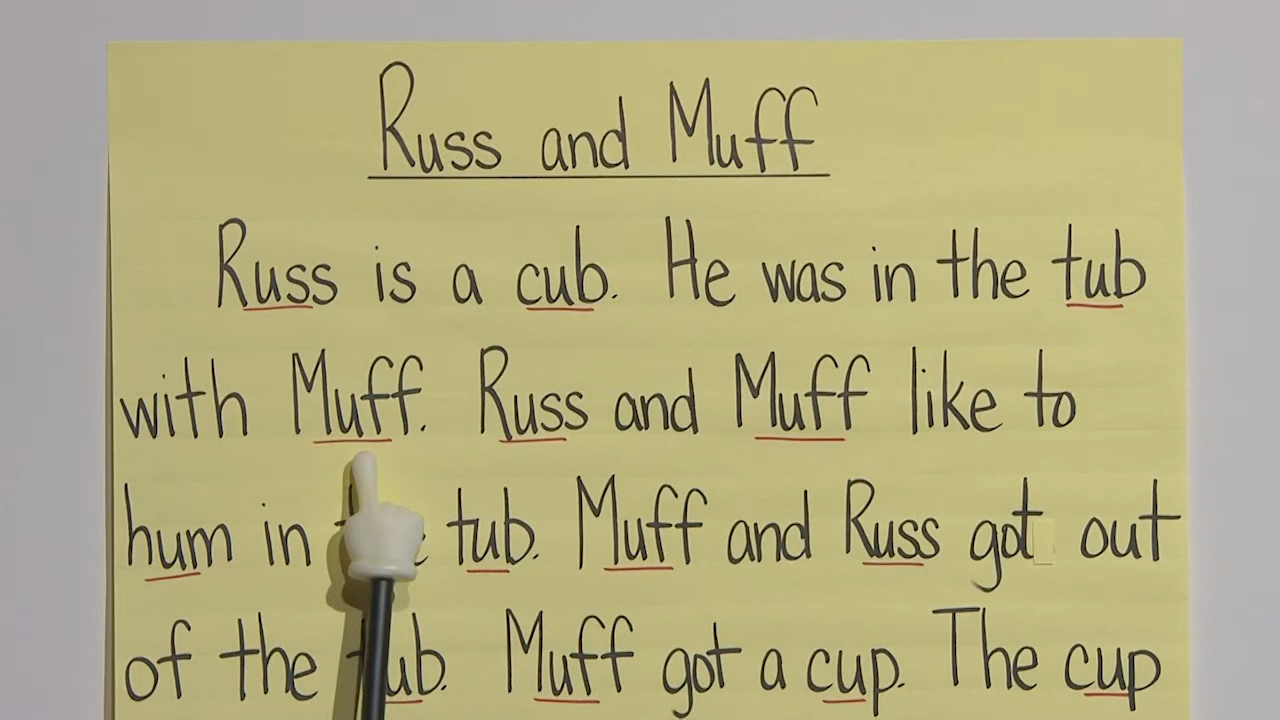 Russ and Muff
Russ is a cub. He was in the tub
with Muff. Russ and Muff like to
hum in tub. Muff and Russ got out
of the tub. Muff got a cup. The cup